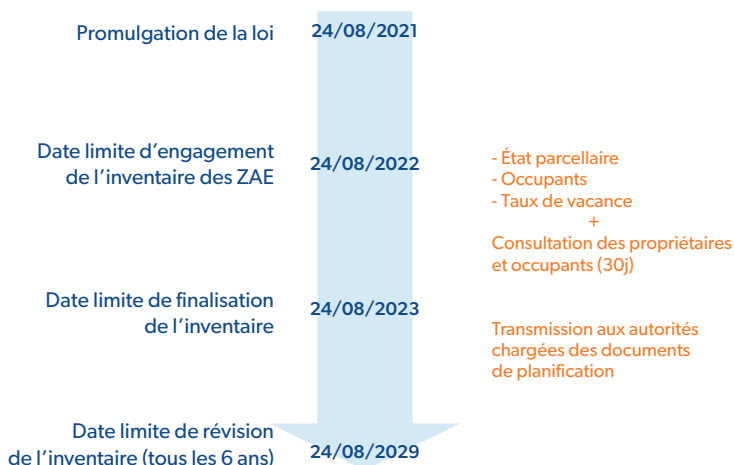 Promulgation de la loi
24/08/2021
Date limite d'engagement
de l'inventaire des ZAE
24/08/2022
- État parcellaire
- Occupants
- Taux de vacance
+
Consultation des propriétaires
et occupants (30j)
Date limite de finalisation
de l'inventaire
24/08/2023
Transmission aux autorités
chargées des documents
de planification
Date limite de révision
de l'inventaire (tous les 6 ans)
24/08/2029